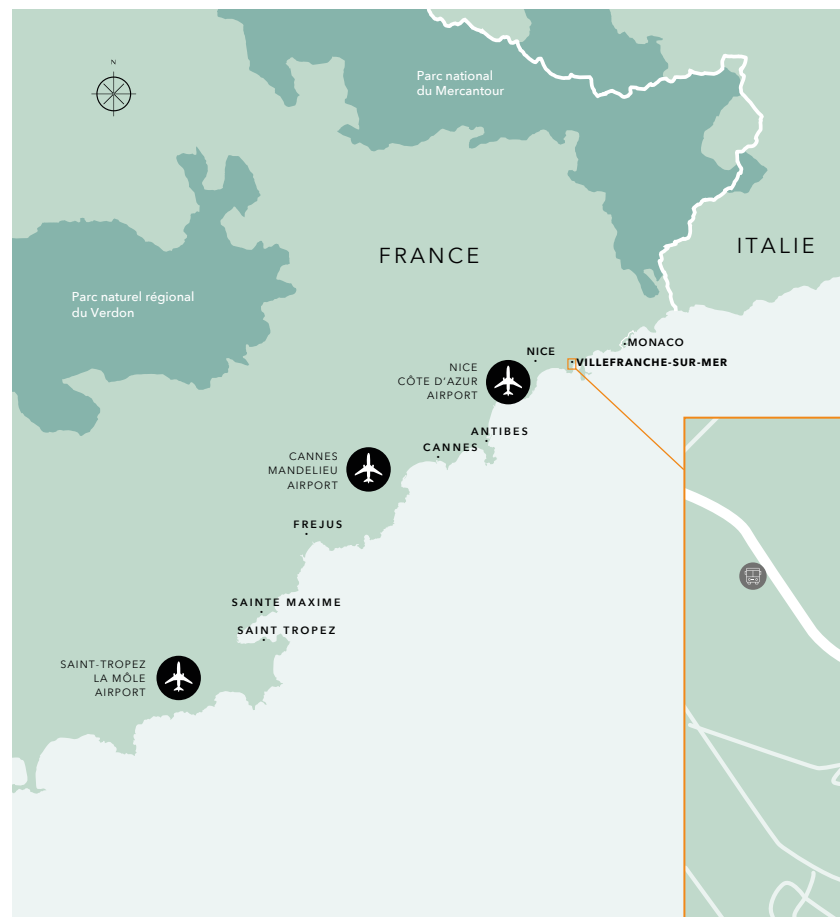 N
Parc national
du Mercantour
FRANCE
ITALIE
Parc naturel régional
du Verdon
MONACO
NICE
VILLEFRANCHE-SUR-MER
NICE
CÔTE D'AZUR
AIRPORT
ANTIBES
CANNES
CANNES
MANDELIEU
AIRPORT
FREJUS
SAINTE MAXIME
SAINT TROPEZ
SAINT-TROPEZ
LA MÔLE
AIRPORT